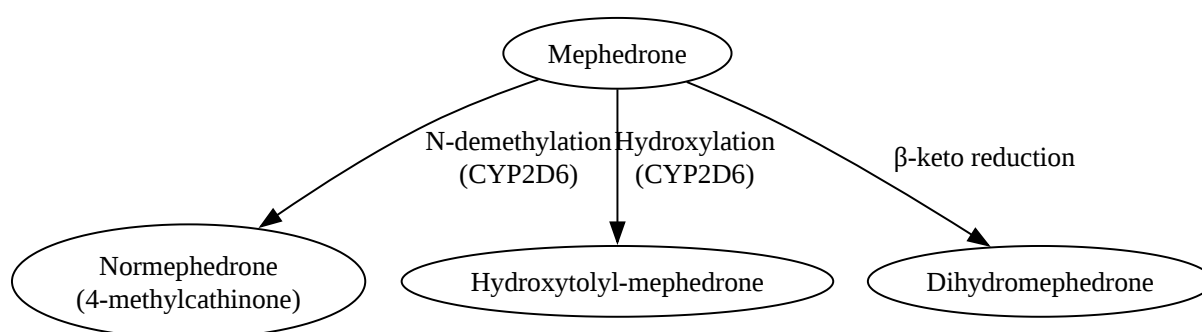 Mephedrone
N-demethylation
(CYP2D6)
Hydroxylation
(CYP2D6)
β-keto reduction
Normephedrone
(4-methylcathinone)
Hydroxytolyl-mephedrone
Dihydromephedrone